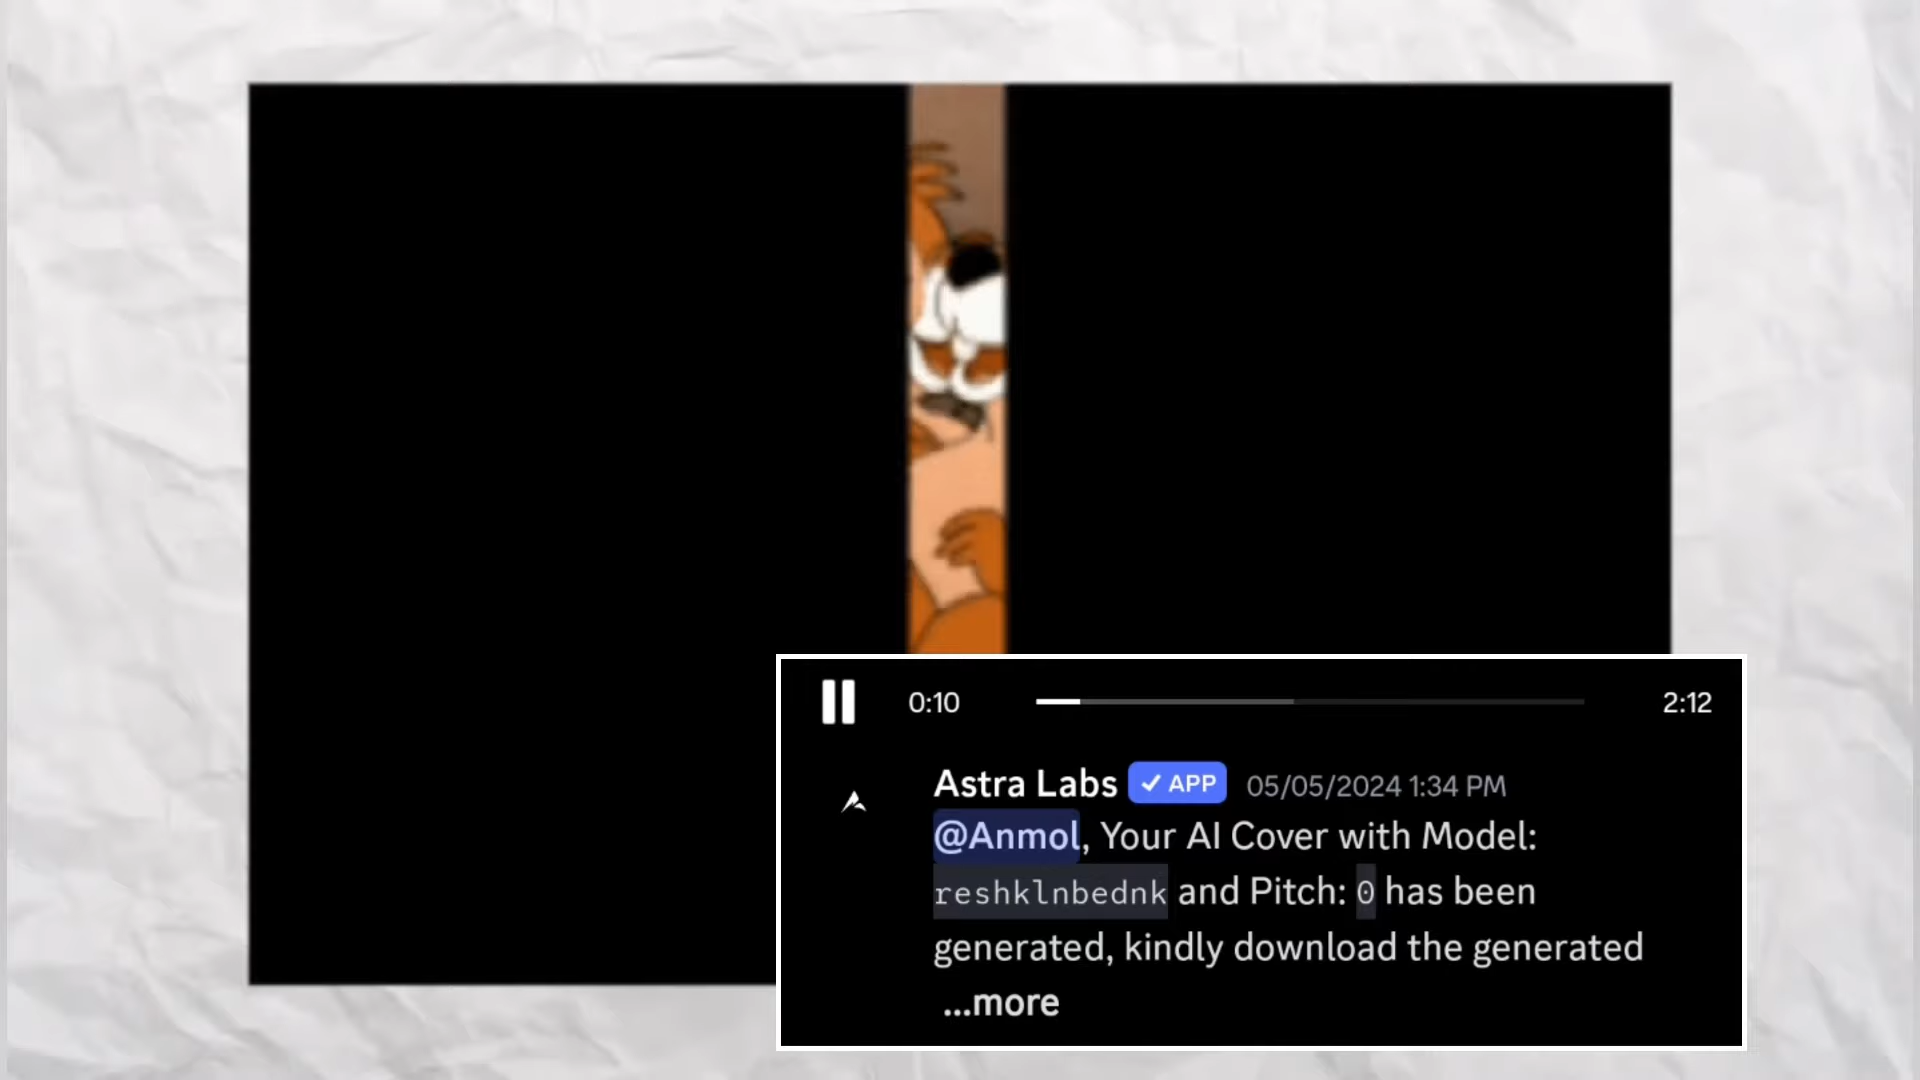 0:10 2:12
Astra Labs ✓ APP 05/05/2024 1:34 PM
@Anmol, Your AI Cover with Model:
reshklnbednk and Pitch: 0 has been
generated, kindly download the generated
...more